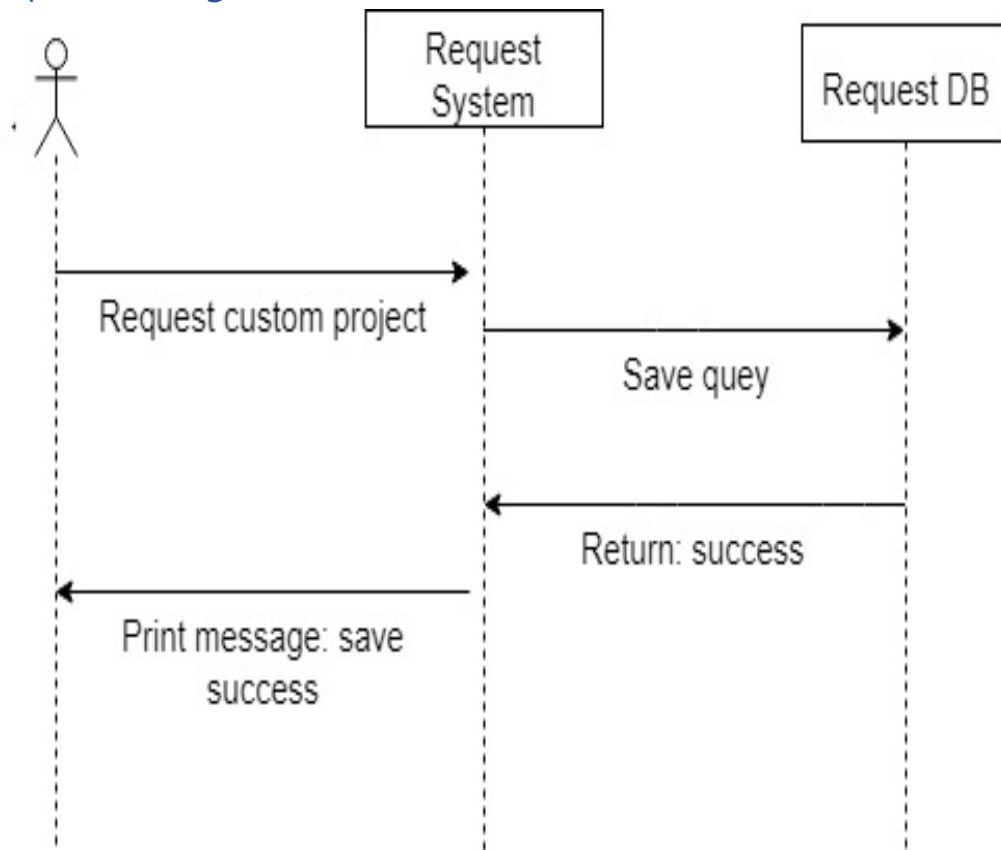 Request
System
Request DB
Request custom project
Save quey
Return: success
Print message: save
success